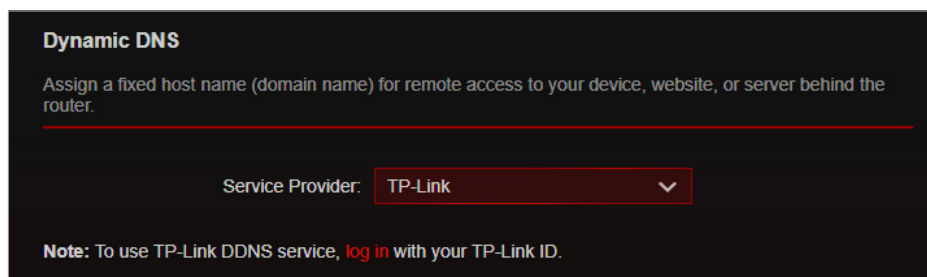 Dynamic DNS
Assign a fixed host name (domain name) for remote access to your device, website, or server behind the
router.
Service Provider: TP-Link
Note: To use TP-Link DDNS service, log in with your TP-Link ID.